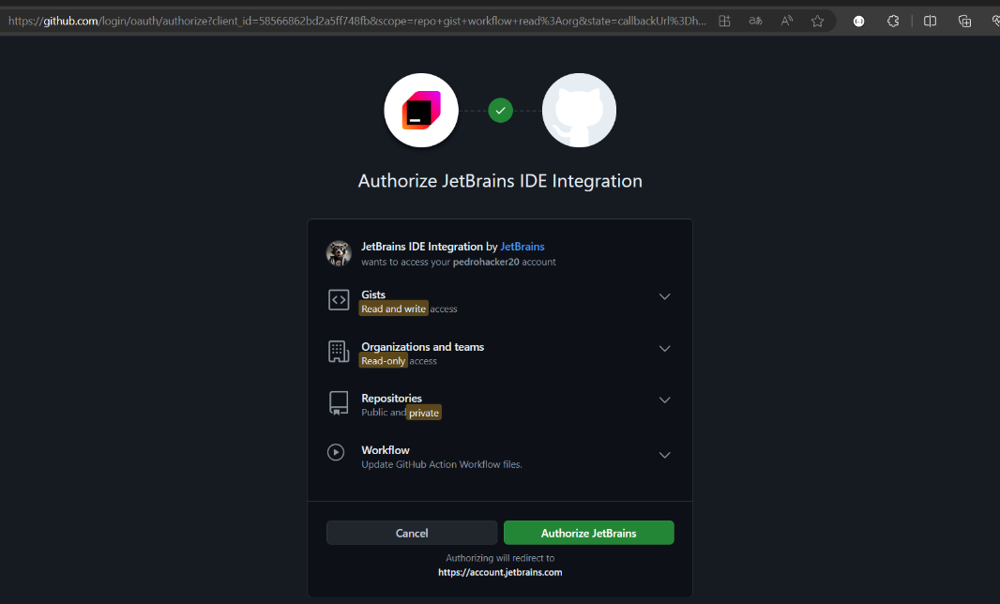 https://github.com/login/oauth/authorize?client_id=58566862bd2a5ff748fb&scope=repo+gist+workflow+read%3Aorg&state=callbackUrl%3Dh...
Authorize JetBrains IDE Integration
JetBrains IDE Integration by JetBrains
wants to access your pedrohacker20 account
Gists
Read and write access
Organizations and teams
Read-only access
Repositories
Public and private
Workflow
Update GitHub Action Workflow files.
Cancel
Authorize JetBrains
Authorizing will redirect to
https://account.jetbrains.com